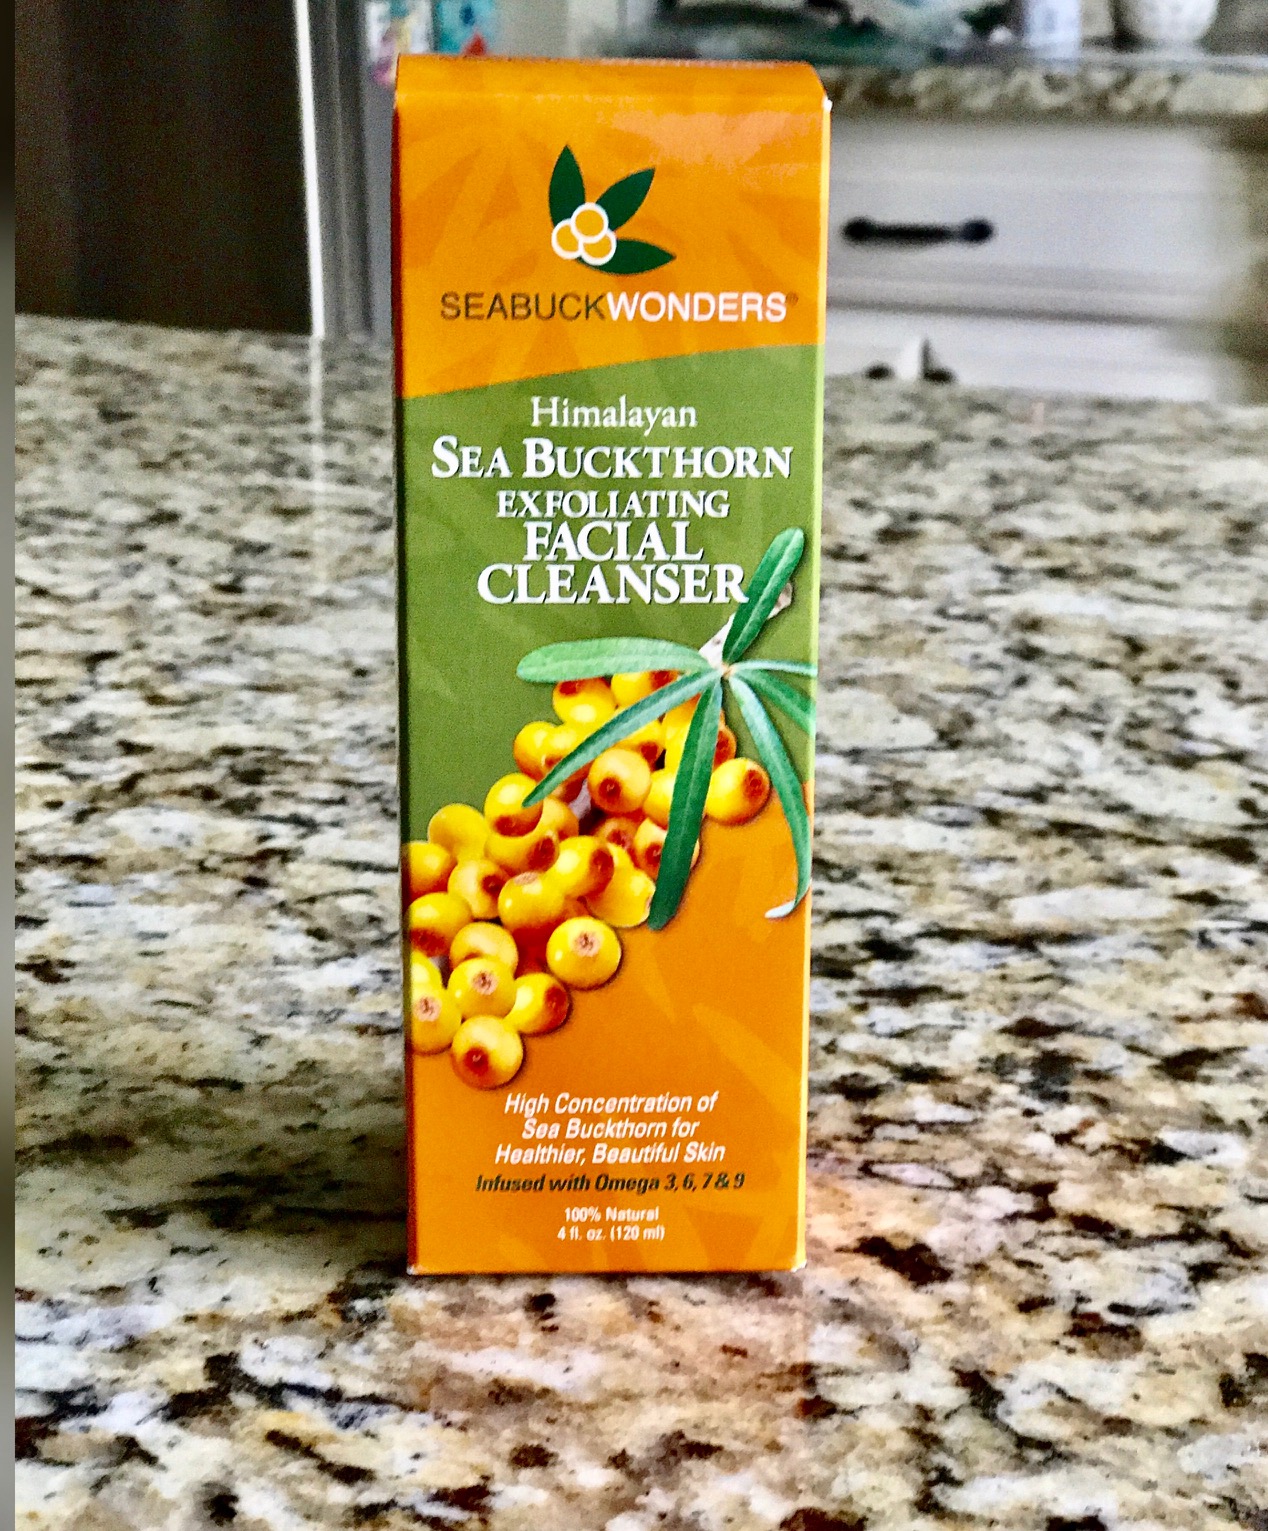 SEABUCKWONDERS®
Himalayan
SEA BUCKTHORN
EXFOLIATING
FACIAL
CLEANSER
High Concentration of
Sea Buckthorn for
Healthier, Beautiful Skin
Infused with Omega 3, 6, 7 & 9
100% Natural
4 fl. oz. (120 ml)